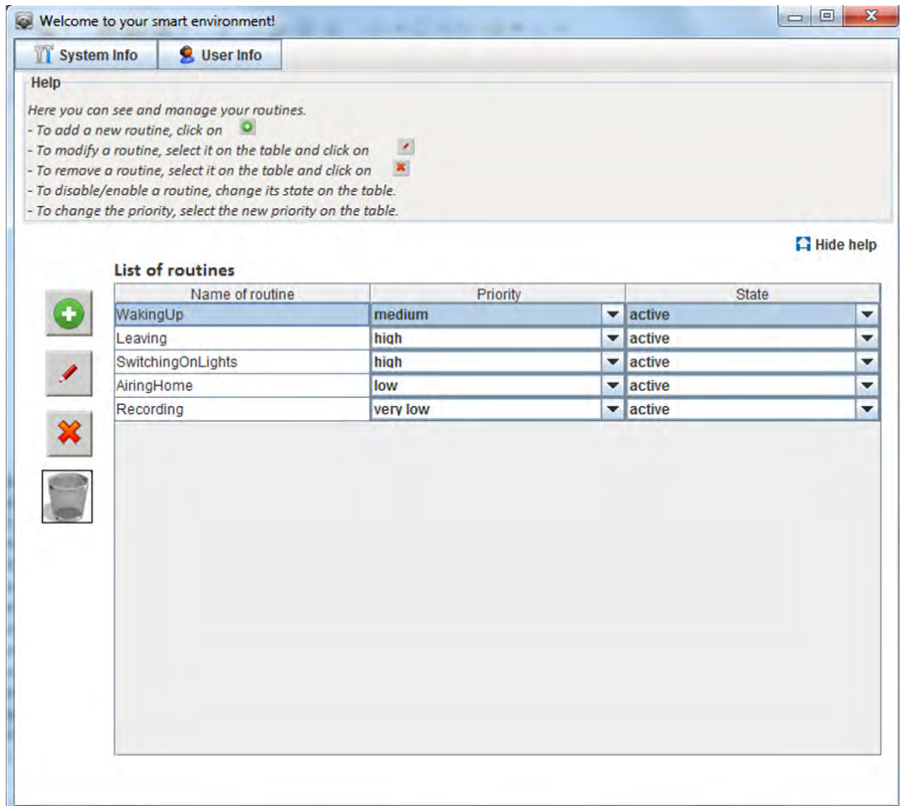 Welcome to your smart environment!
System Info User Info
Help
Here you can see and manage your routines.
- To add a new routine, click on
- To modify a routine, select it on the table and click on
- To remove a routine, select it on the table and click on
- To disable/enable a routine, change its state on the table.
- To change the priority, select the new priority on the table.
Hide help
List of routines
Name of routine Priority State
WakingUp medium active
Leaving high active
SwitchingOnLights high active
AiringHome low active
Recording very low active